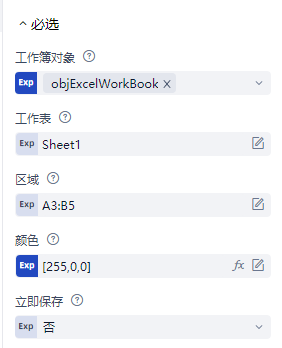 必选
工作簿对象 ?
Exp objExcelWorkBook ×
工作表 ?
Exp Sheet1
区域 ?
Exp A3:B5
颜色 ?
Exp [255,0,0] fx
立即保存 ?
Exp 否